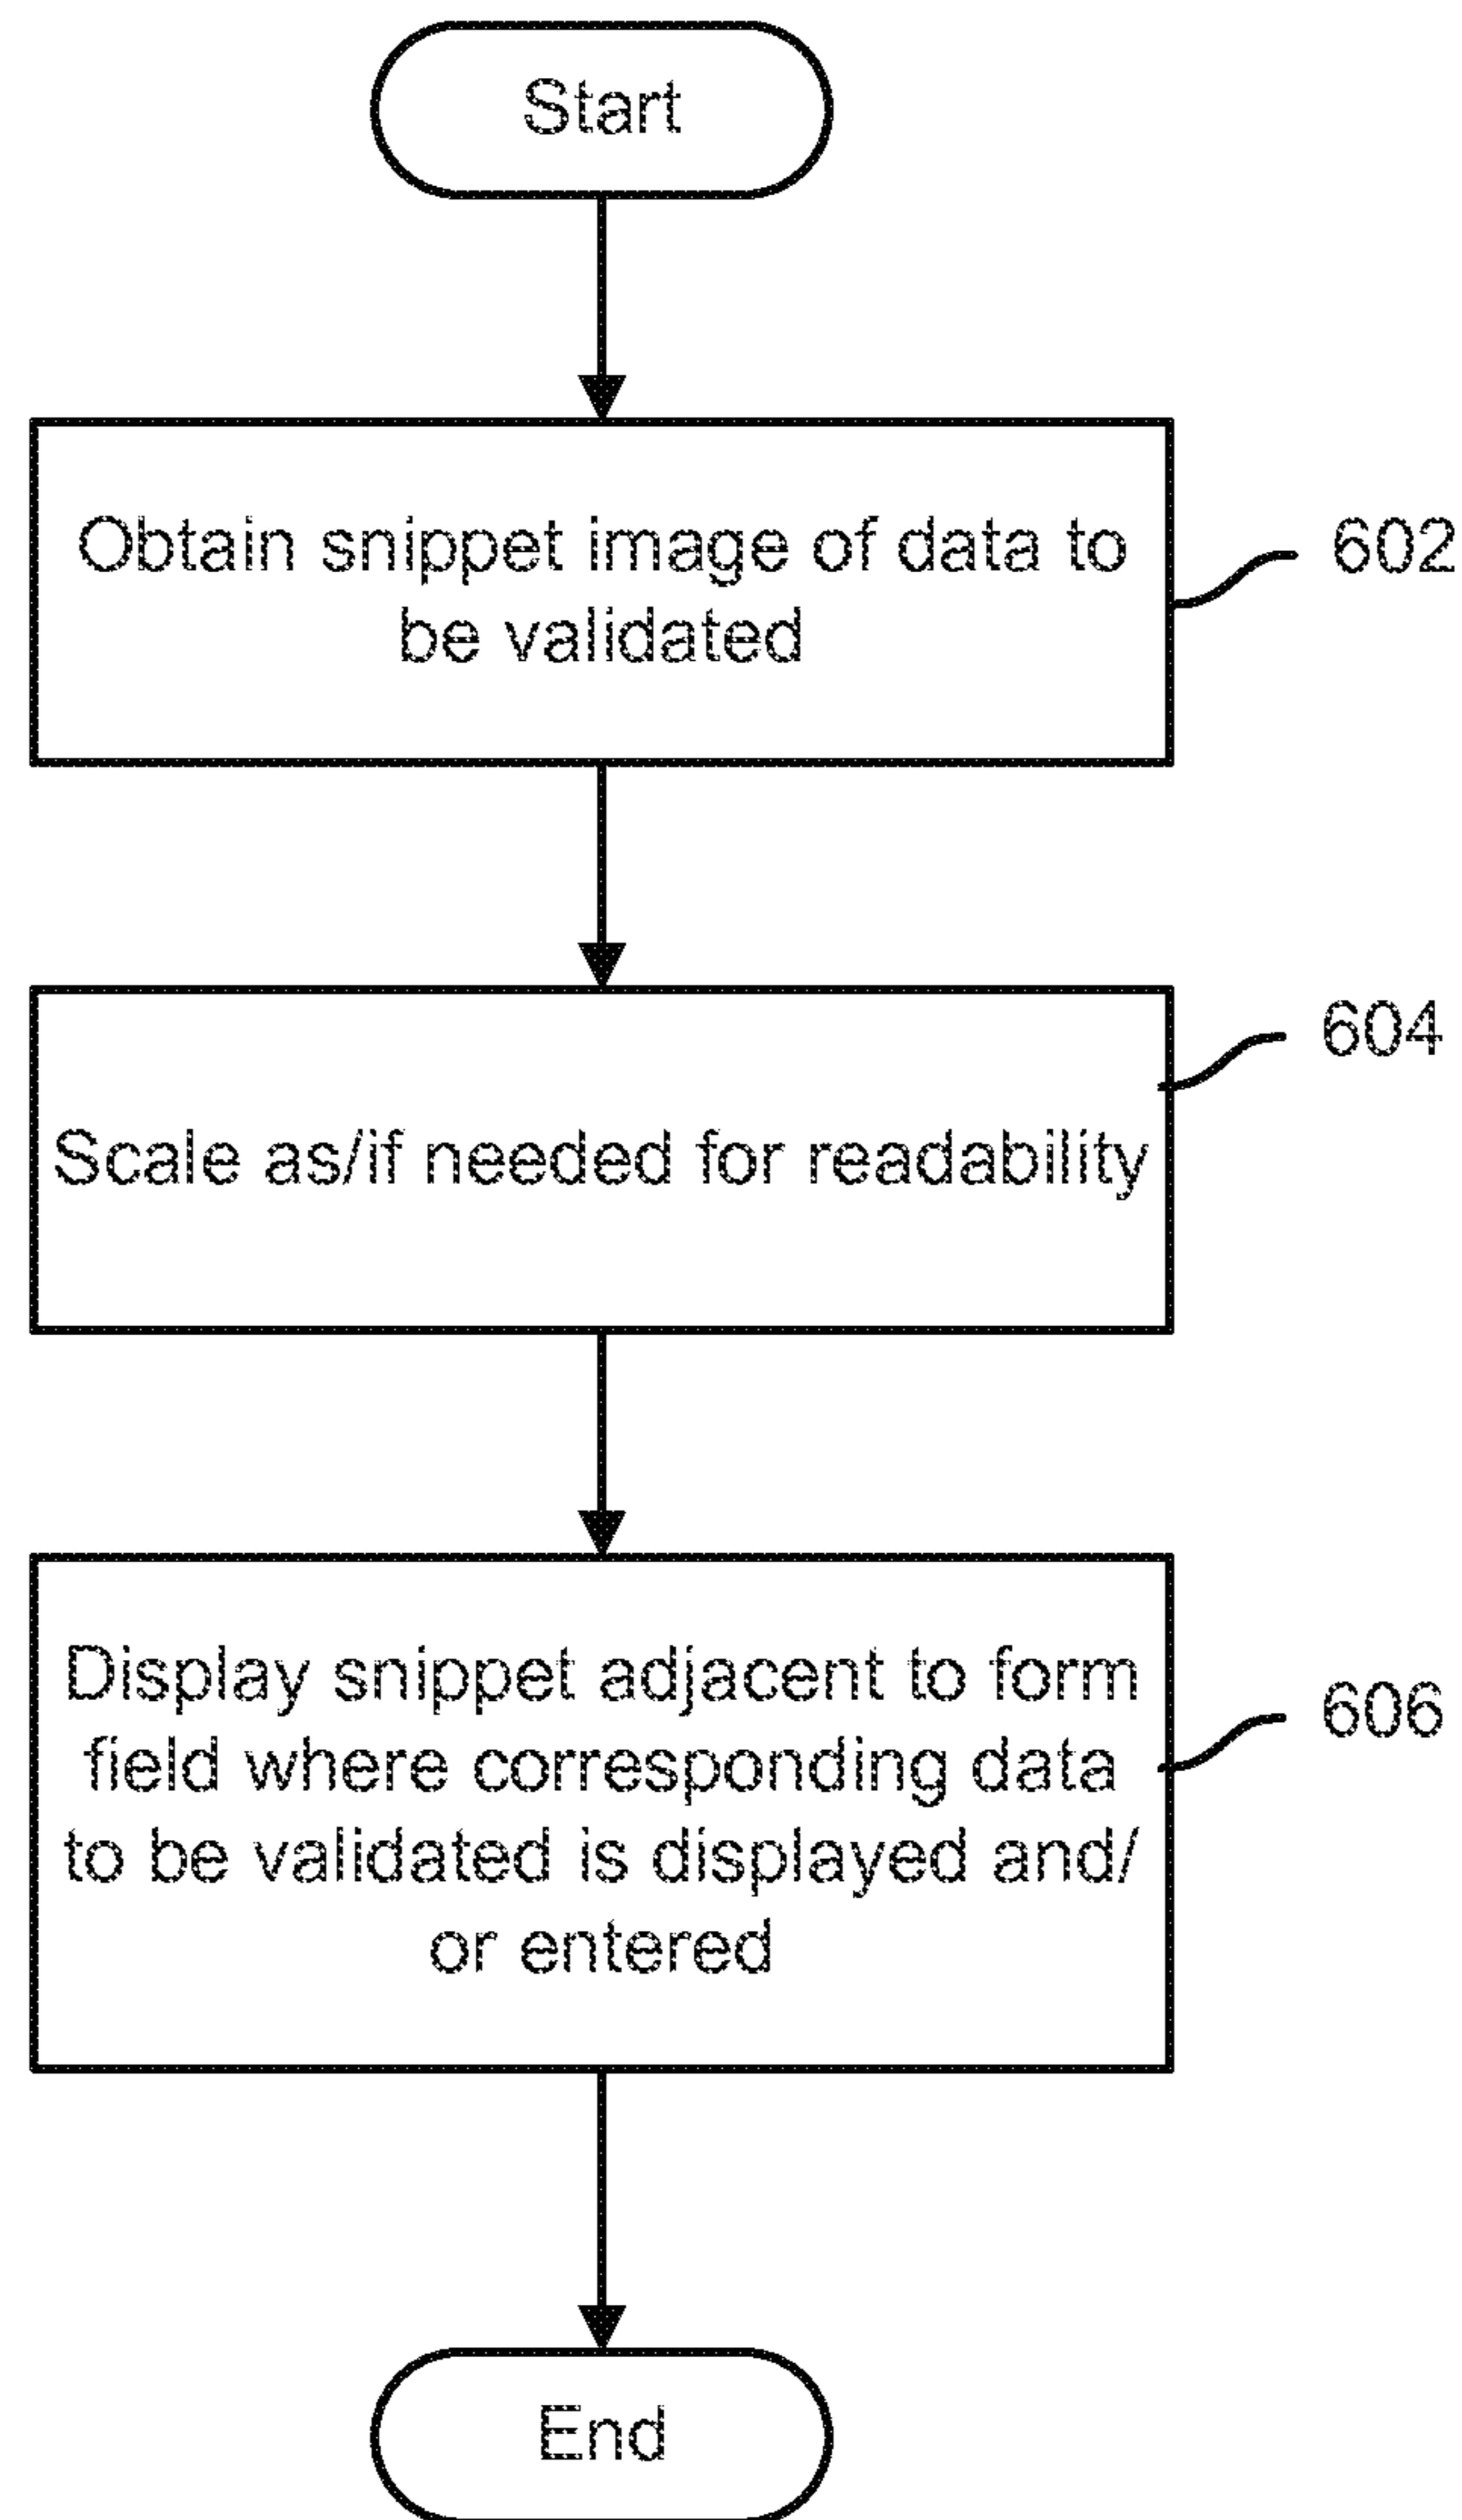 Start
Obtain snippet image of data to
be validated
602
604
Scale as/if needed for readability
Display snippet adjacent to form
field where corresponding data
to be validated is displayed and/
or entered
606
End